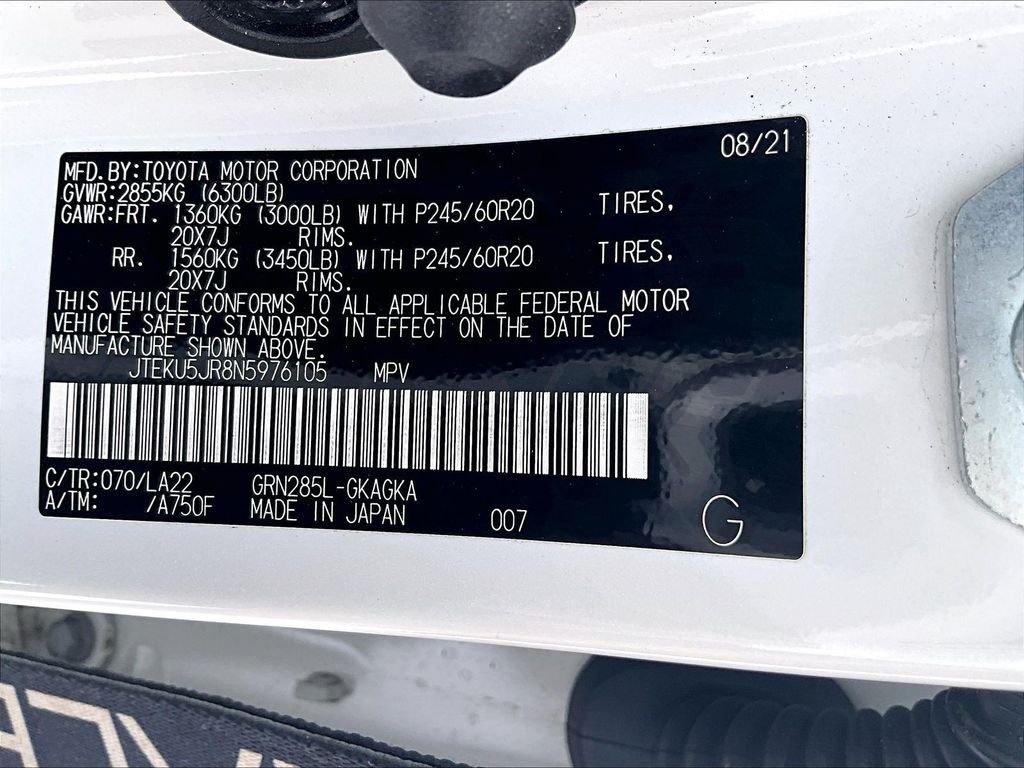 08/21
MFD.BY:TOYOTA MOTOR CORPORATION
GVWR:2855KG (6300LB)
GAWR:FRT. 1360KG (3000LB) WITH P245/60R20 TIRES,
20X7J RIMS.
RR. 1560KG (3450LB) WITH P245/60R20 TIRES,
20X7J RIMS.
THIS VEHICLE CONFORMS TO ALL APPLICABLE FEDERAL MOTOR
VEHICLE SAFETY STANDARDS IN EFFECT ON THE DATE OF
MANUFACTURE SHOWN ABOVE.
JTEKU5JR8N5976105 MPV
C/TR:070/LA22 GRN285L-GKAGKA
A/TM: /A750F MADE IN JAPAN 007
G